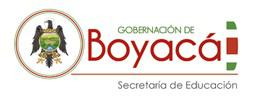 GOBERNACIÓN DE
Boyacá
Secretaría de Educación